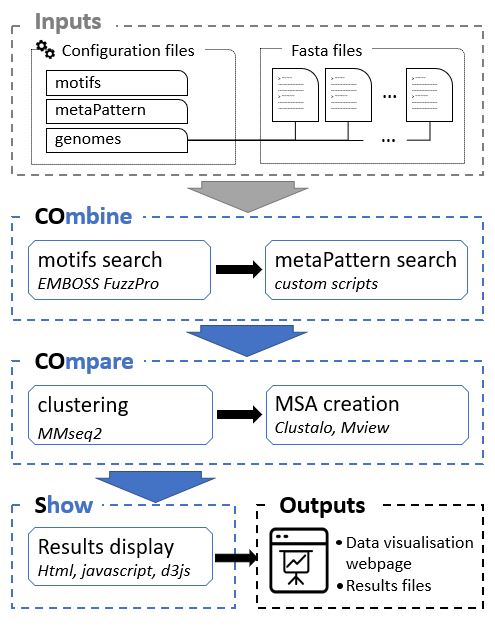 Inputs
Configuration files
Fasta files
motifs
metaPattern
genomes
...
...
COmbine
motifs search
EMBOSS FuzzPro
metaPattern search
custom scripts
COmpare
clustering
MMseq2
MSA creation
Clustalo, Mview
Show
Results display
Html, javascript, d3js
Outputs
• Data visualisation
webpage
• Results files